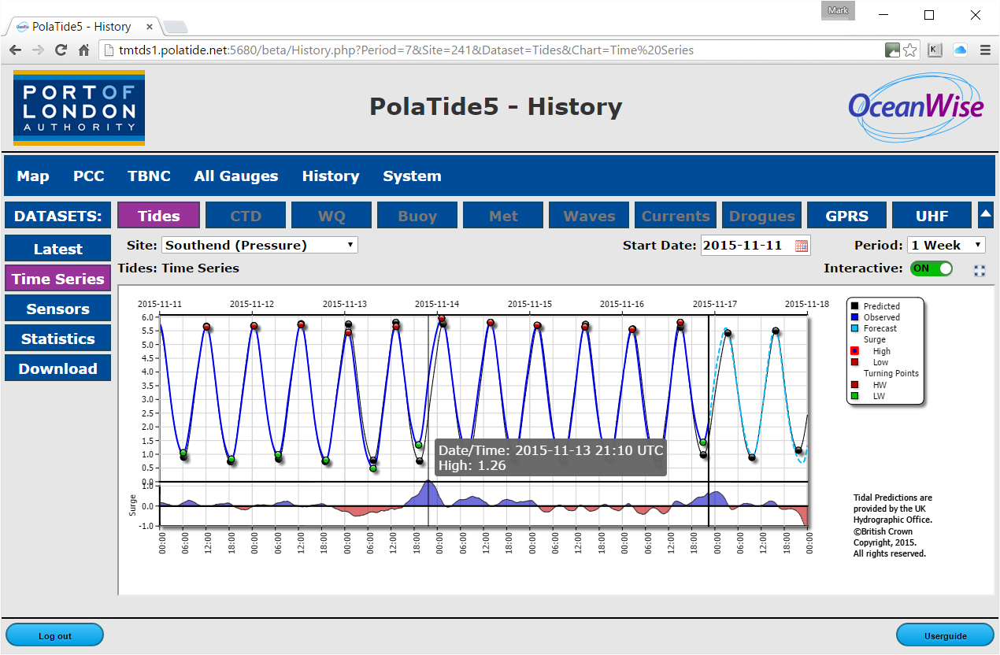 Mark
PolaTide5 - History
tmtds1.polatide.net:5680/beta/History.php?Period=7&Site=241&Dataset=Tides&Chart=Time%20Series
PORT OF
LONDON
AUTHORITY
PolaTide5 - History
OceanWise
Map PCC TBNC All Gauges History System
DATASETS: Tides CTD WQ Buoy Met Waves Currents Drogues GPRS UHF
Latest
Time Series
Sensors
Statistics
Download
Site: Southend (Pressure) Start Date: 2015-11-11 Period: 1 Week
Tides: Time Series Interactive: ON
2015-11-11 2015-11-12 2015-11-13 2015-11-14 2015-11-15 2015-11-16 2015-11-17 2015-11-18
6.0
5.5
5.0
4.5
4.0
3.5
3.0
2.5
2.0
1.5
1.0
0.5
0.0
Date/Time: 2015-11-13 21:10 UTC
High: 1.26
Surge
1.0
0.0
-1.0
00:00 06:00 12:00 18:00 00:00 06:00 12:00 18:00 00:00 06:00 12:00 18:00 00:00 06:00 12:00 18:00 00:00 06:00 12:00 18:00 00:00 06:00 12:00 18:00 00:00 06:00 12:00 18:00 00:00
Predicted
Observed
Forecast
Surge
High
Low
Turning Points
HW
LW
Tidal Predictions are
provided by the UK
Hydrographic Office.
©British Crown
Copyright, 2015.
All rights reserved.
Log out
Userguide